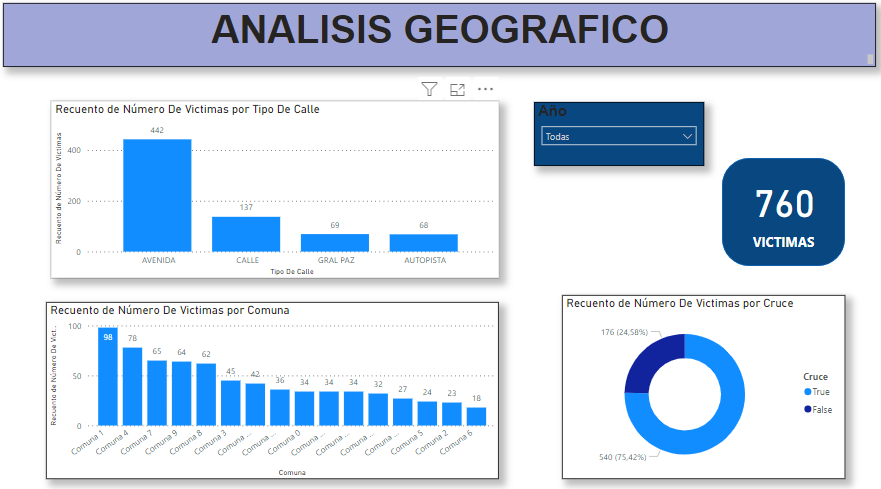 ANALISIS GEOGRAFICO
Recuento de Número De Victimas por Tipo De Calle
Recuento de Número De Victimas
400
200
0
442
137
69
68
AVENIDA
CALLE
GRAL PAZ
AUTOPISTA
Tipo De Calle
Año
Todas
760
VICTIMAS
Recuento de Número De Victimas por Comuna
Recuento de Número De Vict...
100
50
0
98
78
65
64
62
45
42
36
34
34
34
32
27
24
23
18
Comuna 1
Comuna 4
Comuna 7
Comuna 9
Comuna 8
Comuna 3
Comuna ...
Comuna ...
Comuna 0
Comuna ...
Comuna ...
Comuna ...
Comuna ...
Comuna 5
Comuna 2
Comuna 6
Comuna
Recuento de Número De Victimas por Cruce
176 (24,58%)
540 (75,42%)
Cruce
True
False